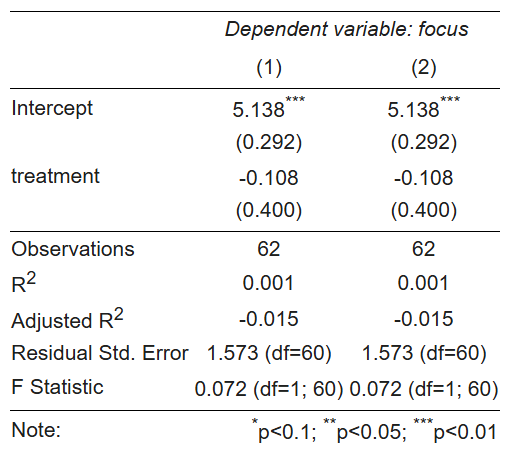 Dependent variable: focus
(1) (2)
Intercept 5.138*** 5.138***
(0.292) (0.292)
treatment -0.108 -0.108
(0.400) (0.400)
Observations 62 62
R2 0.001 0.001
Adjusted R2 -0.015 -0.015
Residual Std. Error 1.573 (df=60) 1.573 (df=60)
F Statistic 0.072 (df=1; 60) 0.072 (df=1; 60)
Note: *p<0.1; **p<0.05; ***p<0.01